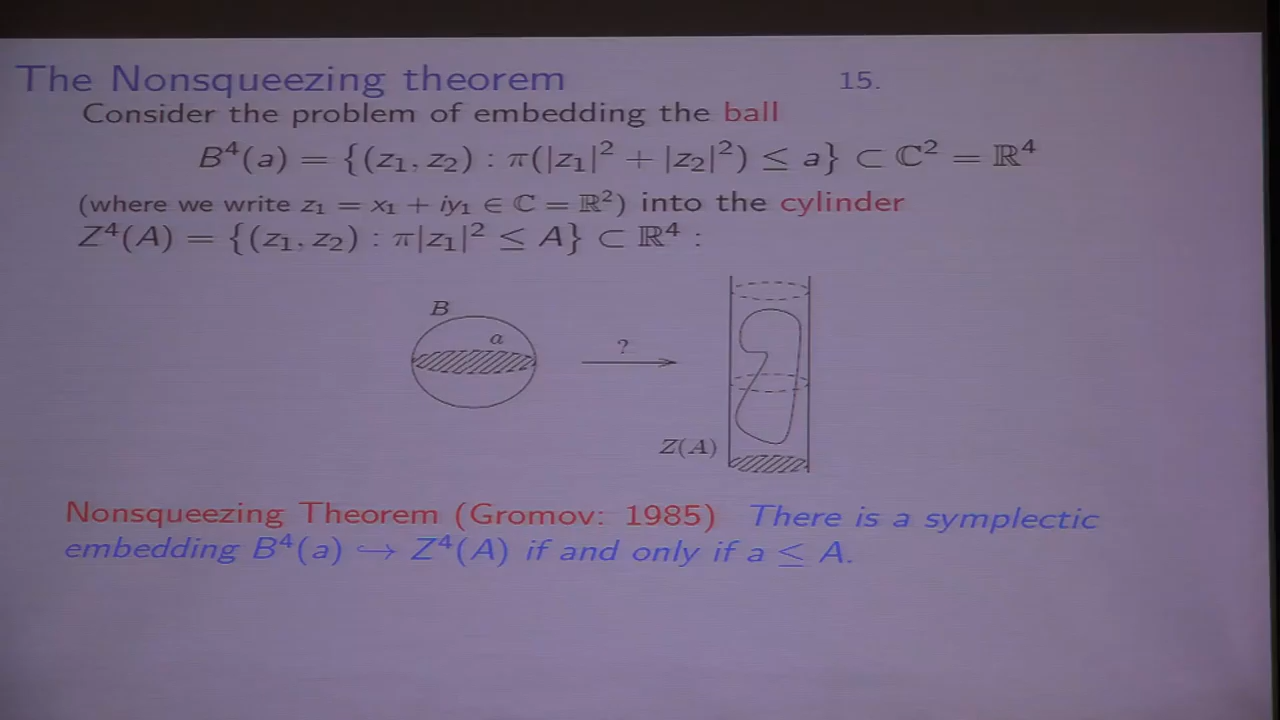 The Nonsqueezing theorem 15.
Consider the problem of embedding the ball
B⁴(a) = {(z₁, z₂) : π(|z₁|² + |z₂|²) ≤ a} ⊂ ℂ² = ℝ⁴
(where we write z₁ = x₁ + iy₁ ∈ ℂ = ℝ²) into the cylinder
Z⁴(A) = {(z₁, z₂) : π|z₁|² ≤ A} ⊂ ℝ⁴ :
B
a
?
Z(A)
Nonsqueezing Theorem (Gromov: 1985) There is a symplectic
embedding B⁴(a) ↪ Z⁴(A) if and only if a ≤ A.